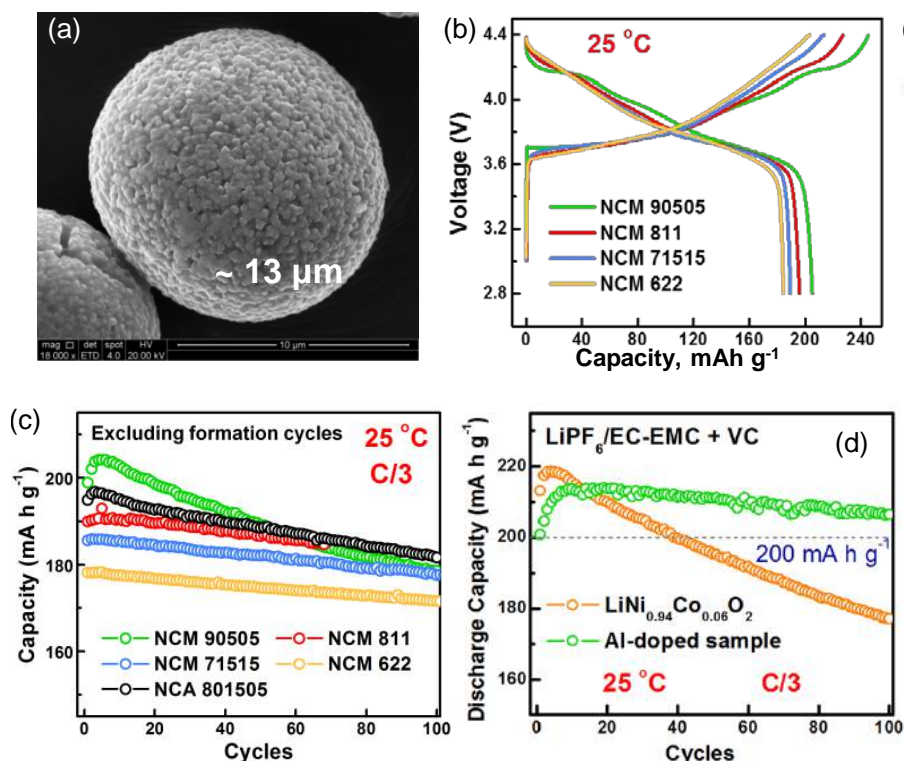 (a)
~ 13 µm
mag □ det spot HV
18 000 x ETD 4.0 20.00 kV
10 µm
(b)
25 °C
4.4
4.0
3.6
3.2
2.8
Voltage (V)
NCM 90505
NCM 811
NCM 71515
NCM 622
0 40 80 120 160 200 240
Capacity, mAh g⁻¹
(c)
Excluding formation cycles
25 °C
C/3
200
180
160
Capacity (mA h g⁻¹)
NCM 90505 NCM 811
NCM 71515 NCM 622
NCA 801505
0 20 40 60 80 100
Cycles
LiPF₆/EC-EMC + VC
(d)
220
200
180
160
Discharge Capacity (mA h g⁻¹)
200 mA h g⁻¹
LiNi₀.₉₄Co₀.₀₆O₂
Al-doped sample
25 °C C/3
0 20 40 60 80 100
Cycles